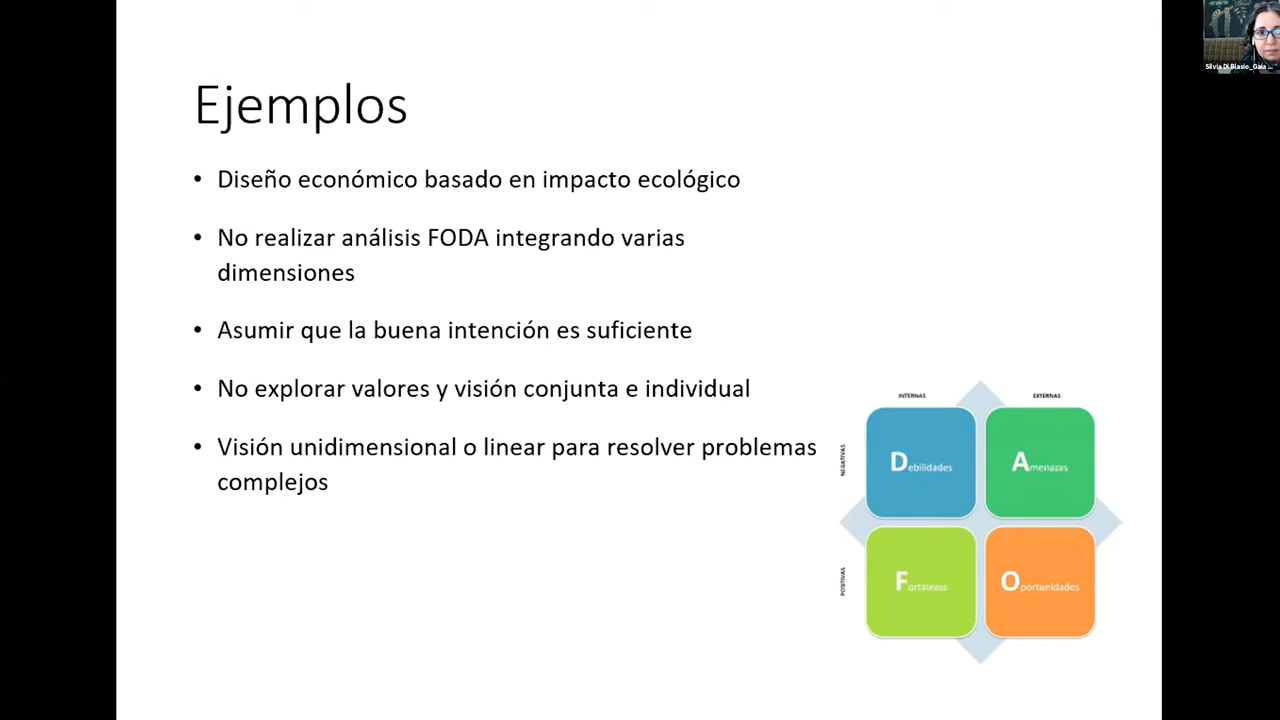 Silvia Di Biasio_Gaia ...
Ejemplos
• Diseño económico basado en impacto ecológico
• No realizar análisis FODA integrando varias
dimensiones
• Asumir que la buena intención es suficiente
• No explorar valores y visión conjunta e individual
• Visión unidimensional o linear para resolver problemas
complejos
INTERNAS
EXTERNAS
NEGATIVAS
Debilidades
Amenazas
POSITIVAS
Fortalezas
Oportunidades